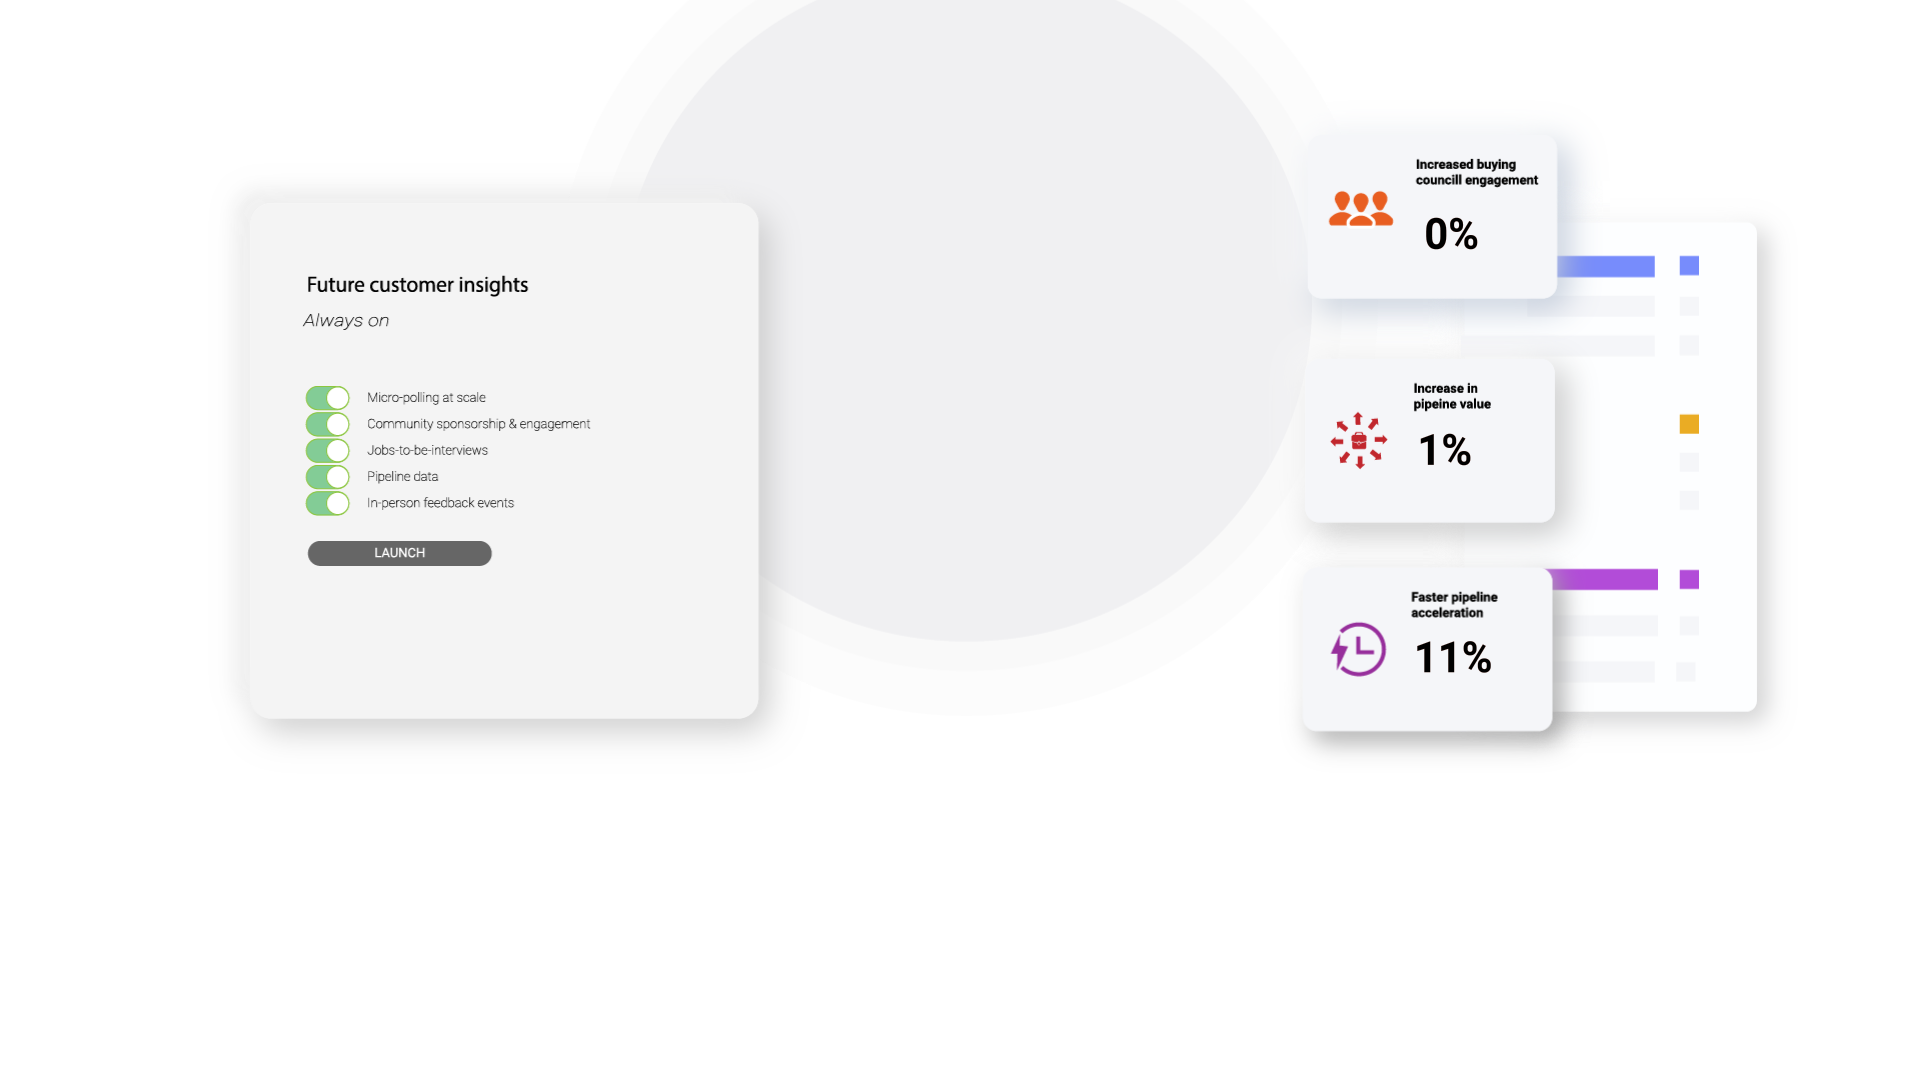 Future customer insights
Always on
Micro-polling at scale
Community sponsorship & engagement
Jobs-to-be-interviews
Pipeline data
In-person feedback events
LAUNCH
Increased buying
councill engagement
0%
Increase in
pipeine value
1%
Faster pipeline
acceleration
11%